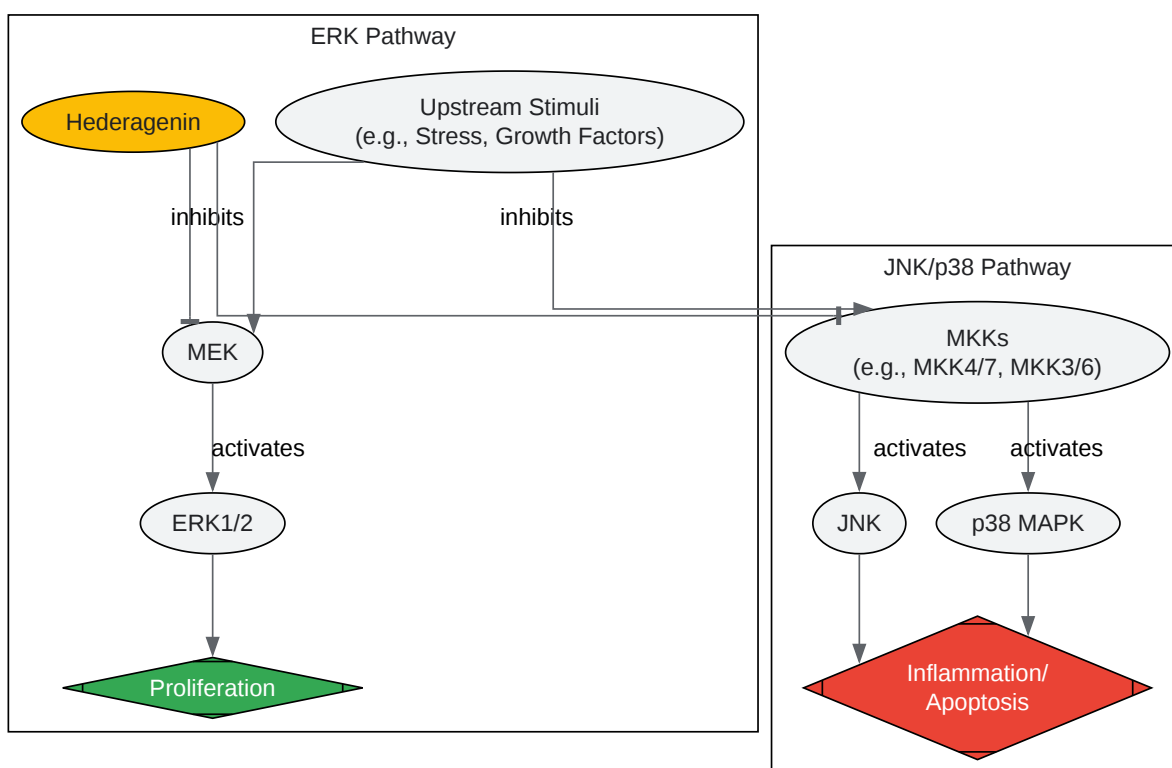 ERK Pathway
Hederagenin
Upstream Stimuli
(e.g., Stress, Growth Factors)
inhibits
inhibits
JNK/p38 Pathway
MEK
MKKs
(e.g., MKK4/7, MKK3/6)
activates
activates
activates
ERK1/2
JNK
p38 MAPK
Proliferation
Inflammation/
Apoptosis